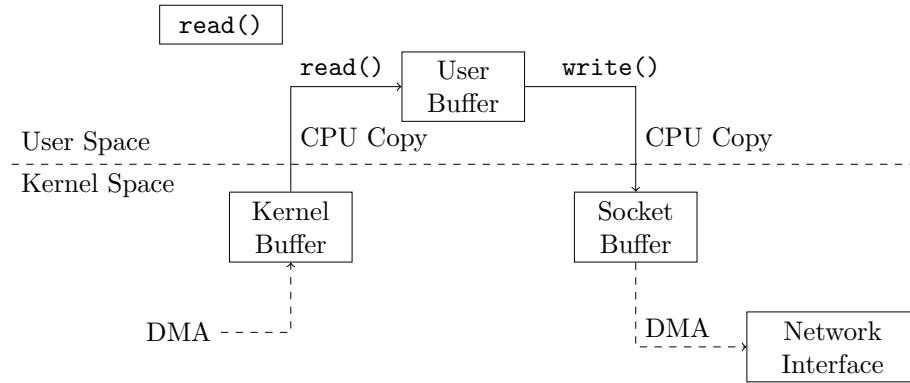 read()
read()
User
Buffer
write()
User Space
CPU Copy
CPU Copy
Kernel Space
Kernel
Buffer
Socket
Buffer
DMA
DMA
Network
Interface